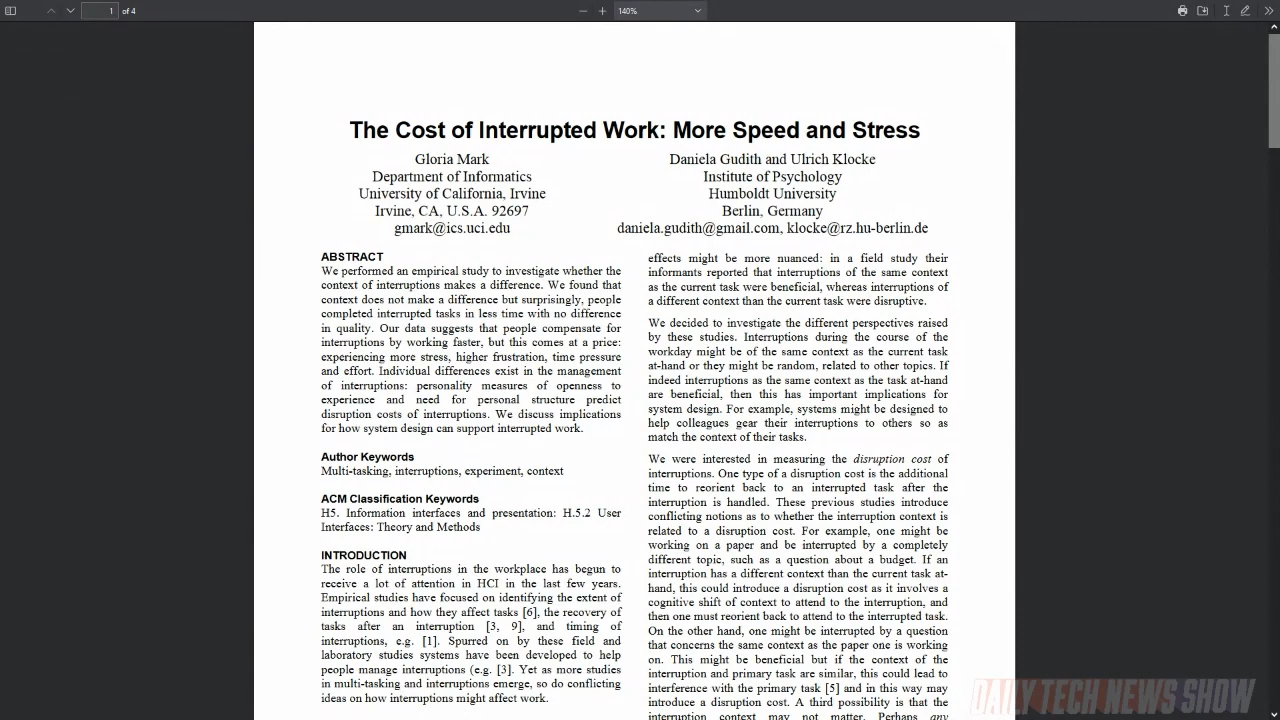 1 of 4
140%
The Cost of Interrupted Work: More Speed and Stress
Gloria Mark
Department of Informatics
University of California, Irvine
Irvine, CA, U.S.A. 92697
gmark@ics.uci.edu
Daniela Gudith and Ulrich Klocke
Institute of Psychology
Humboldt University
Berlin, Germany
daniela.gudith@gmail.com, klocke@rz.hu-berlin.de
ABSTRACT
We performed an empirical study to investigate whether the
context of interruptions makes a difference. We found that
context does not make a difference but surprisingly, people
completed interrupted tasks in less time with no difference
in quality. Our data suggests that people compensate for
interruptions by working faster, but this comes at a price:
experiencing more stress, higher frustration, time pressure
and effort. Individual differences exist in the management
of interruptions: personality measures of openness to
experience and need for personal structure predict
disruption costs of interruptions. We discuss implications
for how system design can support interrupted work.
Author Keywords
Multi-tasking, interruptions, experiment, context
ACM Classification Keywords
H5. Information interfaces and presentation: H.5.2 User
Interfaces: Theory and Methods
INTRODUCTION
The role of interruptions in the workplace has begun to
receive a lot of attention in HCI in the last few years.
Empirical studies have focused on identifying the extent of
interruptions and how they affect tasks [6], the recovery of
tasks after an interruption [3, 9], and timing of
interruptions, e.g. [1]. Spurred on by these field and
laboratory studies systems have been developed to help
people manage interruptions (e.g. [3]. Yet as more studies
in multi-tasking and interruptions emerge, so do conflicting
ideas on how interruptions might affect work.
effects might be more nuanced: in a field study their
informants reported that interruptions of the same context
as the current task were beneficial, whereas interruptions of
a different context than the current task were disruptive.
We decided to investigate the different perspectives raised
by these studies. Interruptions during the course of the
workday might be of the same context as the current task
at-hand or they might be random, related to other topics. If
indeed interruptions as the same context as the task at-hand
are beneficial, then this has important implications for
system design. For example, systems might be designed to
help colleagues gear their interruptions to others so as
match the context of their tasks.
We were interested in measuring the disruption cost of
interruptions. One type of a disruption cost is the additional
time to reorient back to an interrupted task after the
interruption is handled. These previous studies introduce
conflicting notions as to whether the interruption context is
related to a disruption cost. For example, one might be
working on a paper and be interrupted by a completely
different topic, such as a question about a budget. If an
interruption has a different context than the current task at-
hand, this could introduce a disruption cost as it involves a
cognitive shift of context to attend to the interruption, and
then one must reorient back to attend to the interrupted task.
On the other hand, one might be interrupted by a question
that concerns the same context as the paper one is working
on. This might be beneficial but if the context of the
interruption and primary task are similar, this could lead to
interference with the primary task [5] and in this way may
introduce a disruption cost. A third possibility is that the
interruption context may not matter. Perhaps any
DAILY TECH NEWS SHOW